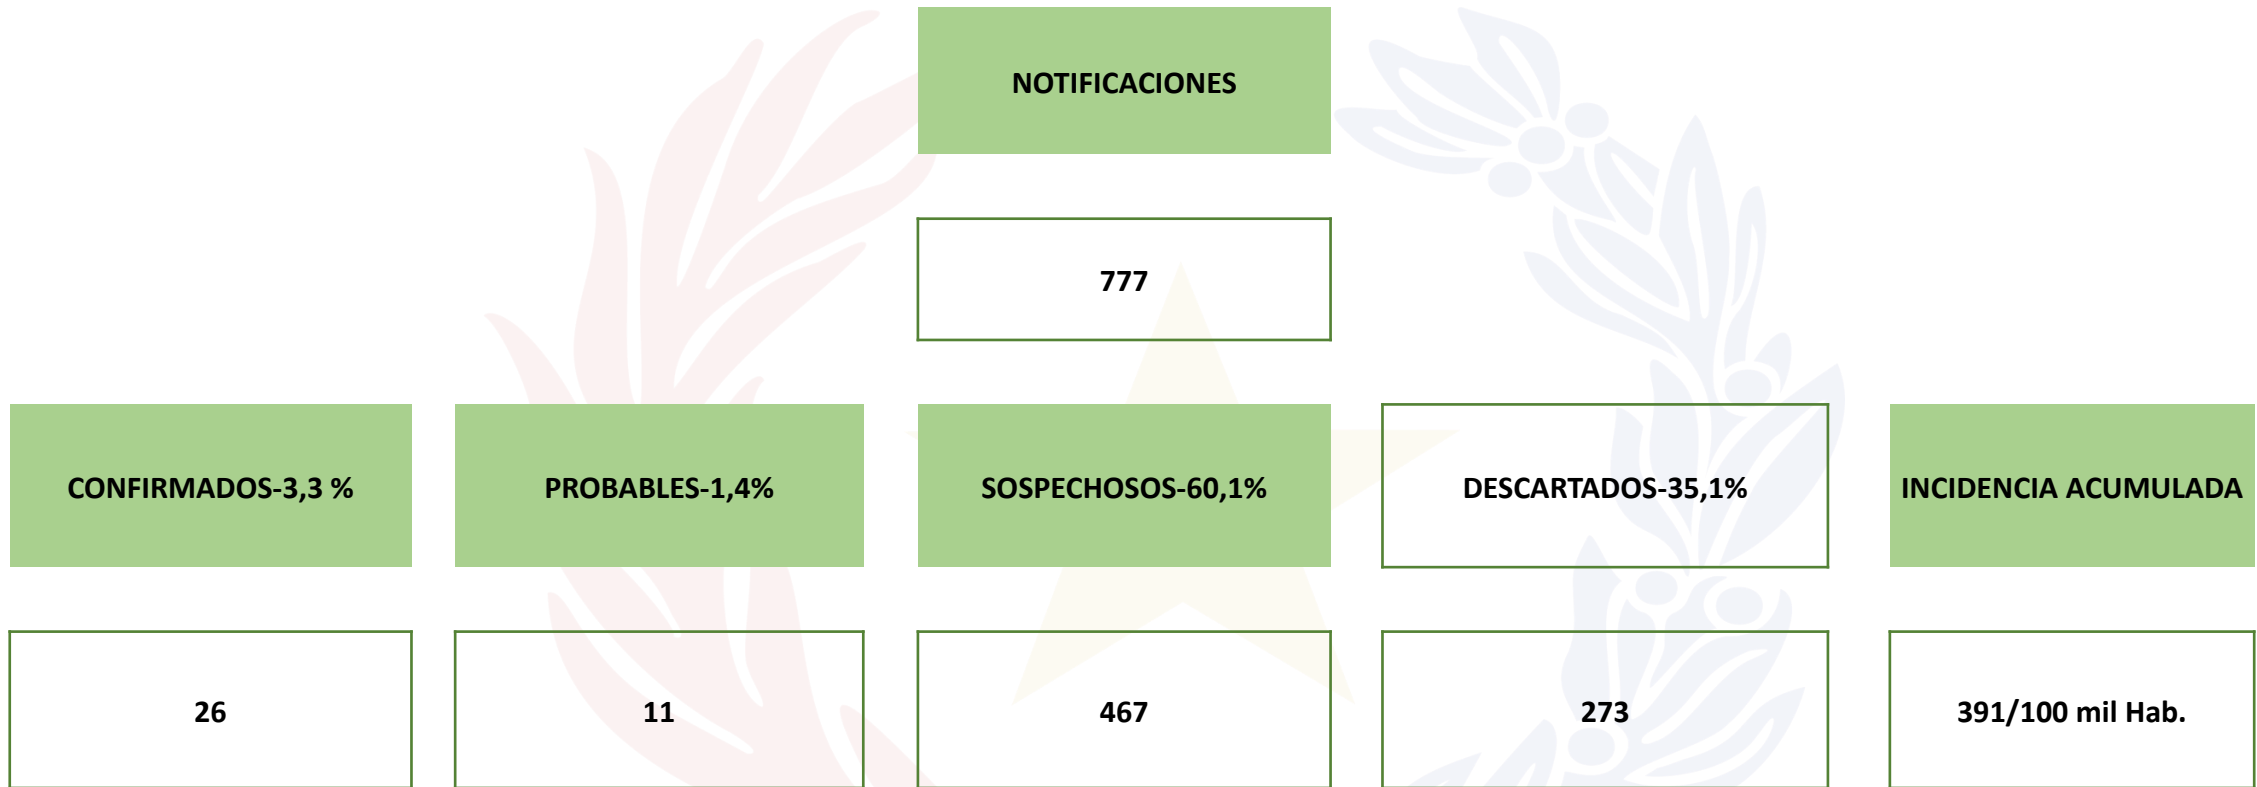 NOTIFICACIONES
777
CONFIRMADOS-3,3 %
PROBABLES-1,4%
SOSPECHOSOS-60,1%
DESCARTADOS-35,1%
INCIDENCIA ACUMULADA
26
11
467
273
391/100 mil Hab.